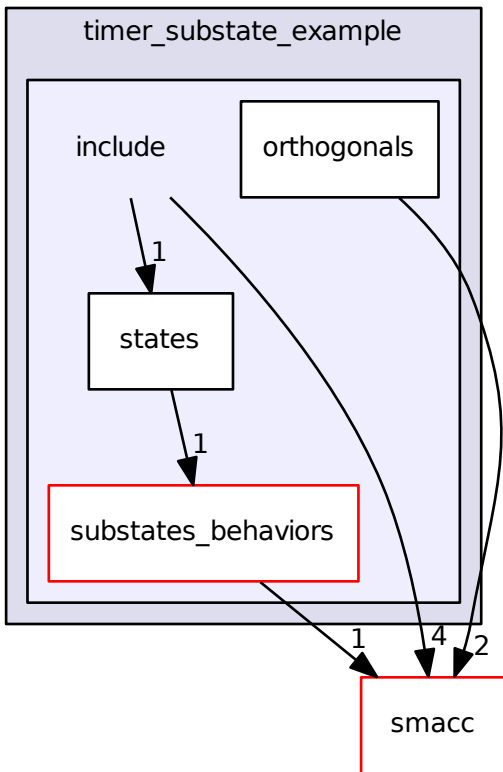 timer_substate_example
include
orthogonals
1
states
1
substates_behaviors
1
4
2
smacc